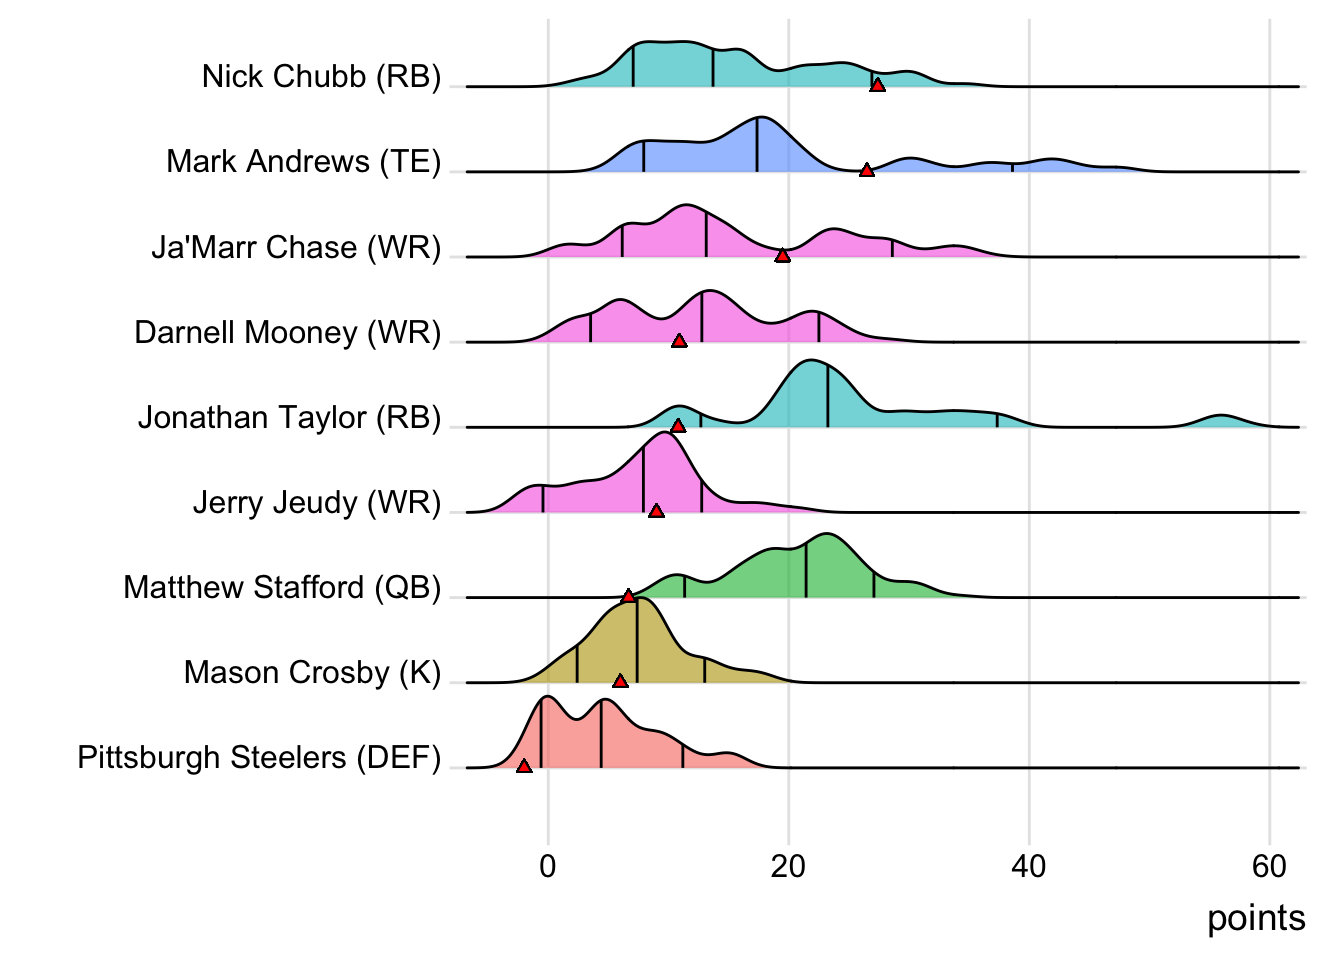 Nick Chubb (RB)
Mark Andrews (TE)
Ja'Marr Chase (WR)
Darnell Mooney (WR)
Jonathan Taylor (RB)
Jerry Jeudy (WR)
Matthew Stafford (QB)
Mason Crosby (K)
Pittsburgh Steelers (DEF)
0 20 40 60
points